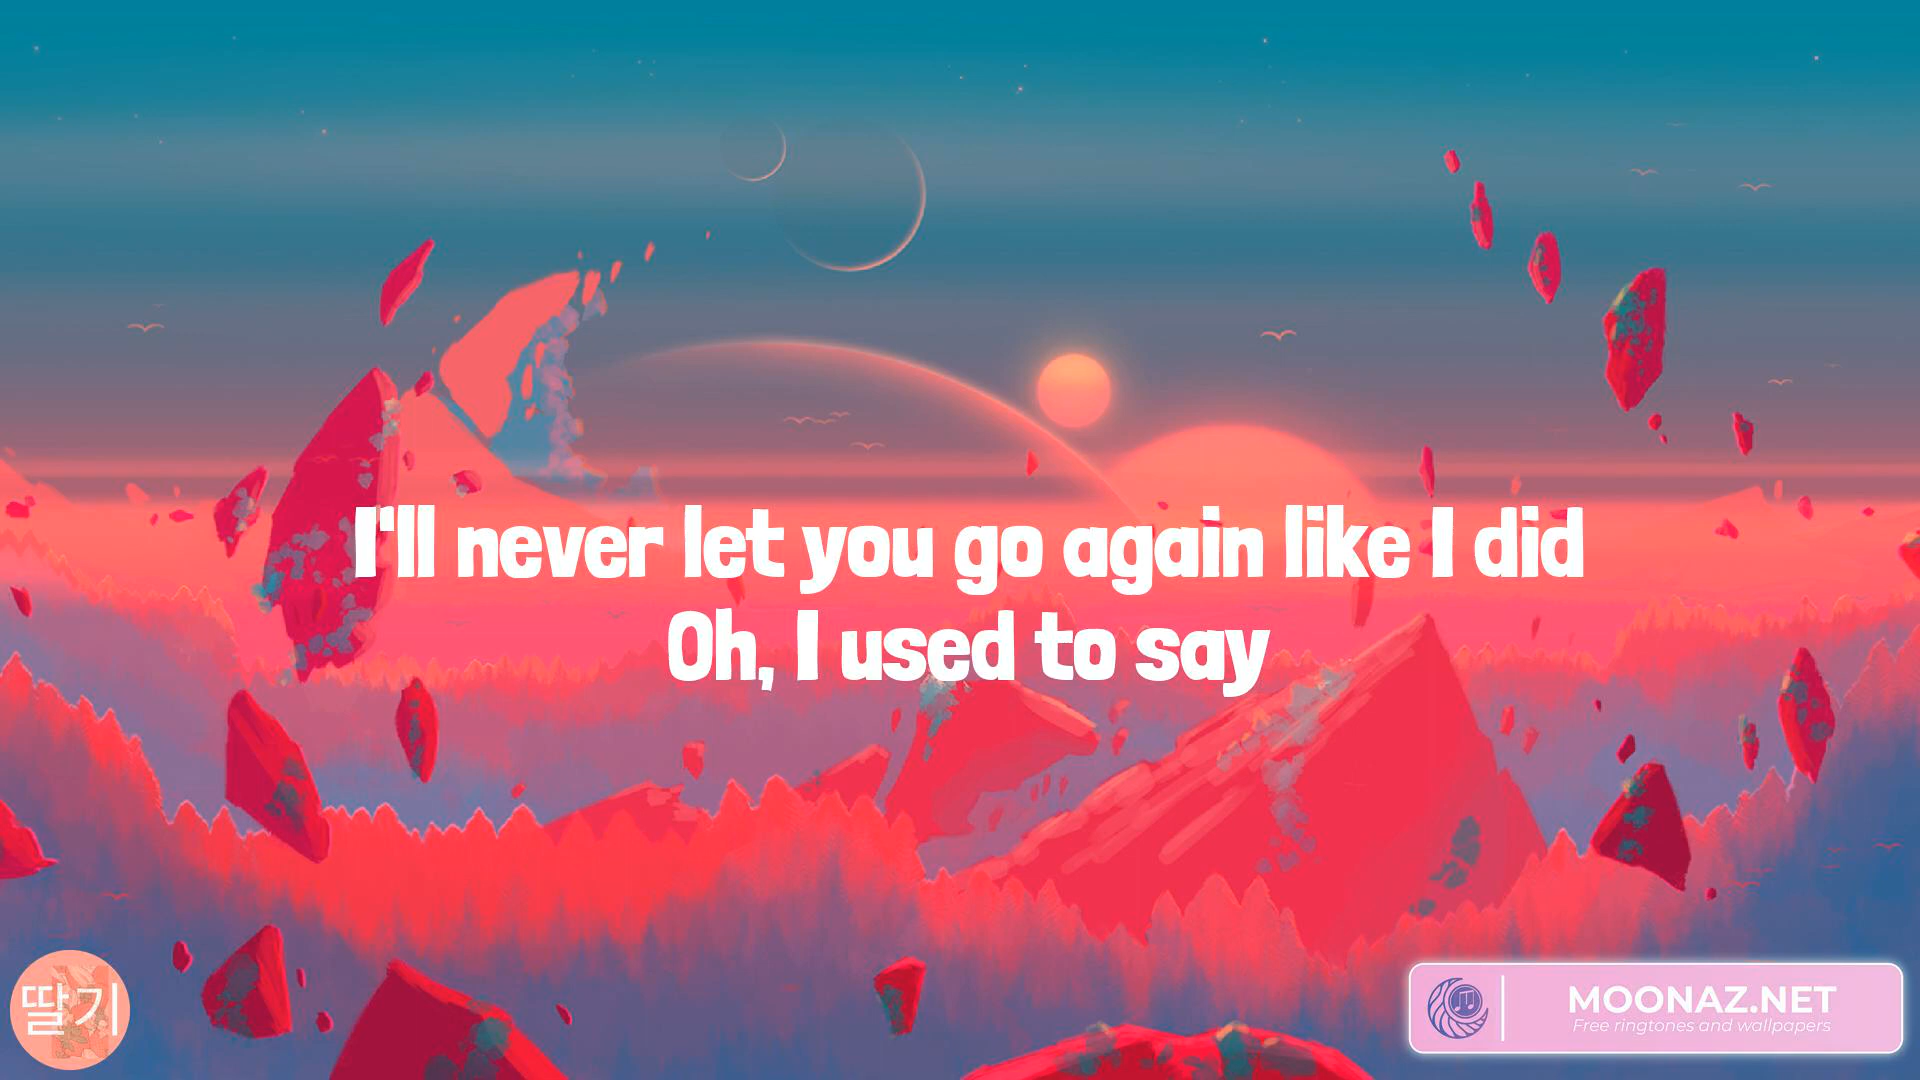 I'll never let you go again like I did
Oh, I used to say
딸기
MOONAZ.NET
Free ringtones and wallpapers